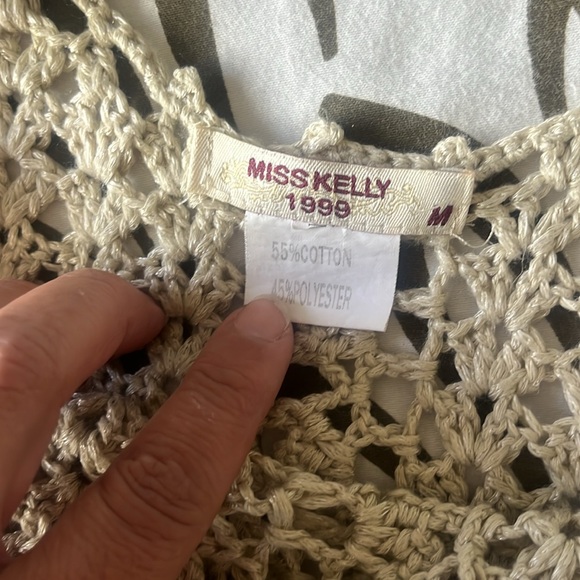 MISS KELLY
1999
M
55%COTTON
45%POLYESTER